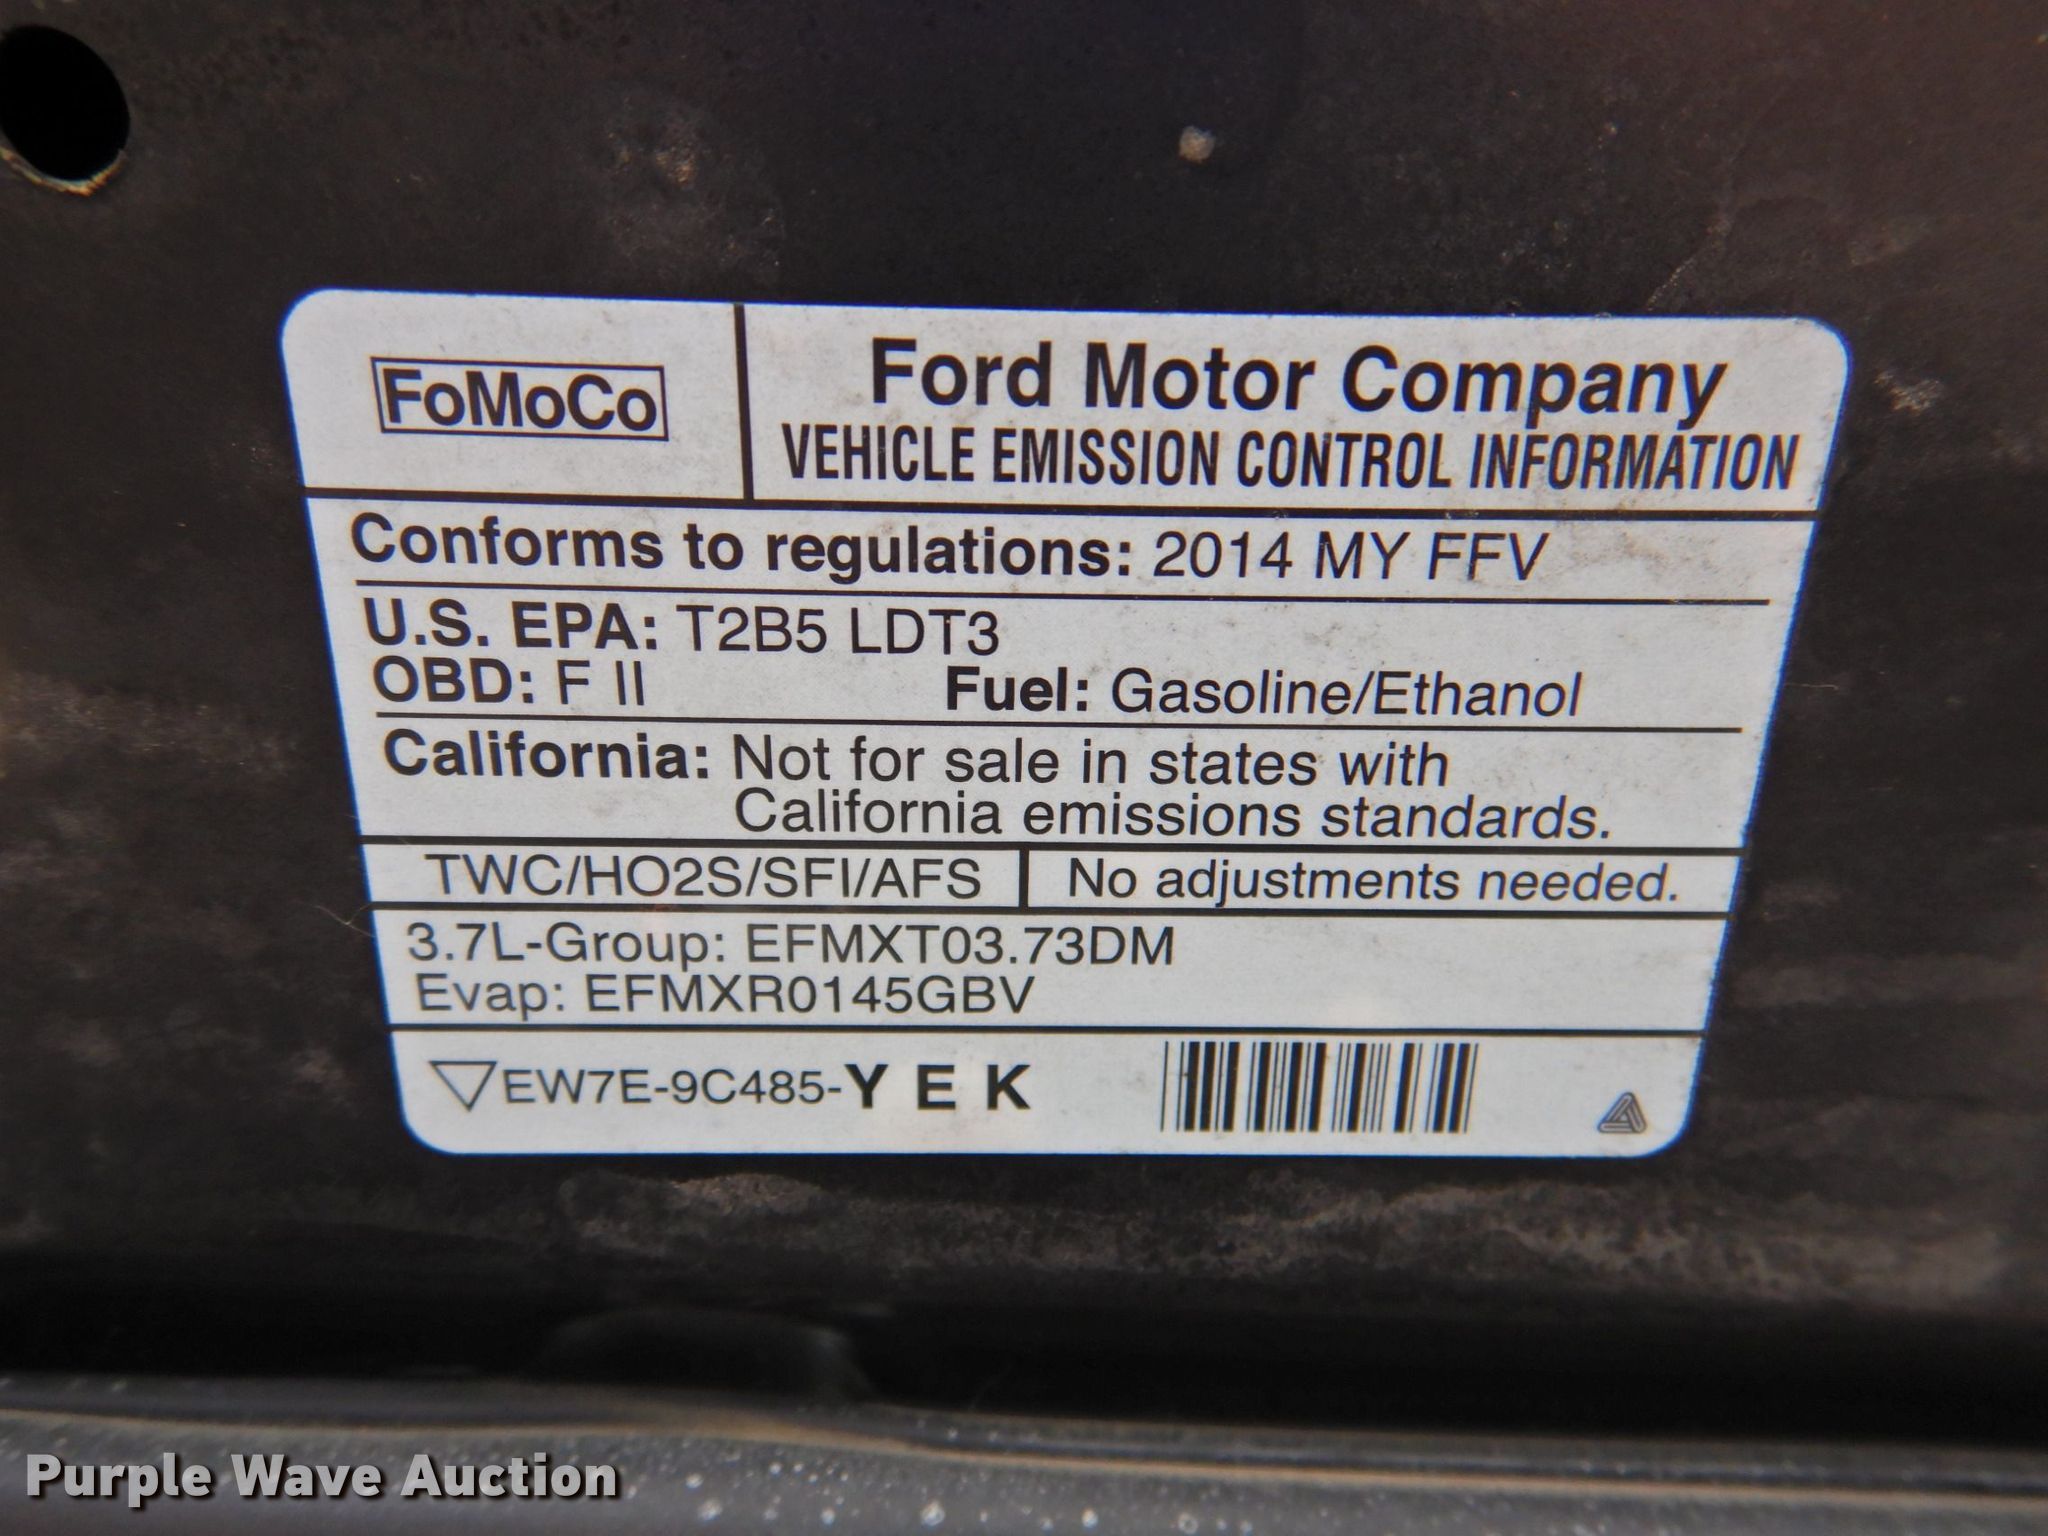 FoMoCo
Ford Motor Company
VEHICLE EMISSION CONTROL INFORMATION
Conforms to regulations: 2014 MY FFV
U.S. EPA: T2B5 LDT3
OBD: F II Fuel: Gasoline/Ethanol
California: Not for sale in states with
California emissions standards.
TWC/HO2S/SFI/AFS No adjustments needed.
3.7L-Group: EFMXT03.73DM
Evap: EFMXR0145GBV
EW7E-9C485-Y E K
Purple Wave Auction